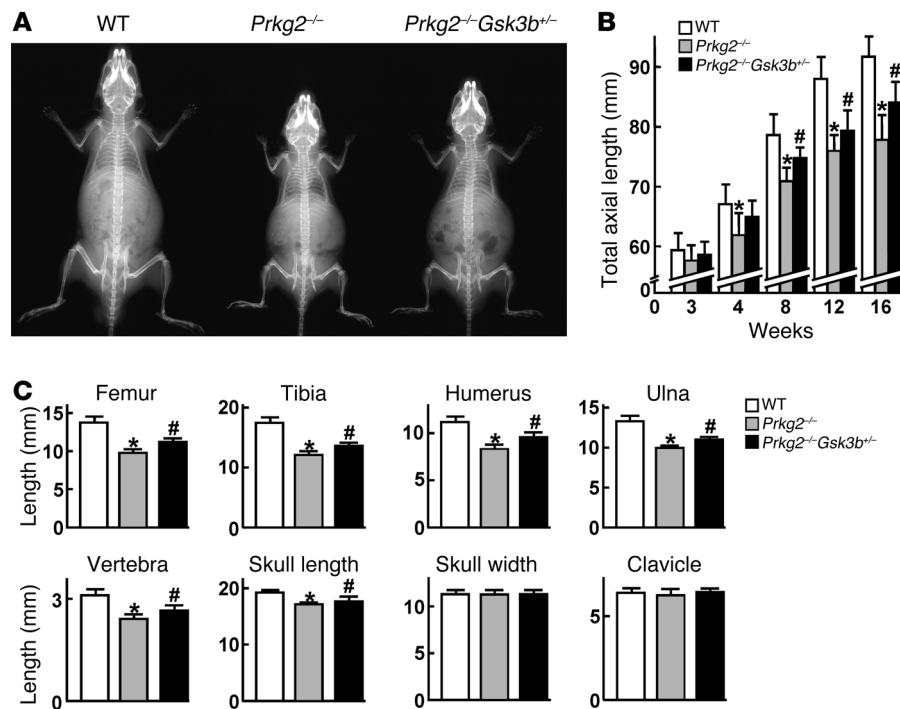 A
WT
Prkg2–/–
Prkg2–/–Gsk3b+/–
B
WT
Prkg2–/–
Prkg2–/–Gsk3b+/–
Total axial length (mm)
90
80
70
60
0
* # * # * # *
0 3 4 8 12 16
Weeks
C
Femur
Length (mm)
15
10
5
0
* #
Tibia
20
10
0
* #
Humerus
10
5
0
* #
Ulna
15
10
5
0
* #
WT
Prkg2–/–
Prkg2–/–Gsk3b+/–
Vertebra
Length (mm)
3
0
* #
Skull length
20
10
0
* #
Skull width
10
5
0
Clavicle
5
0